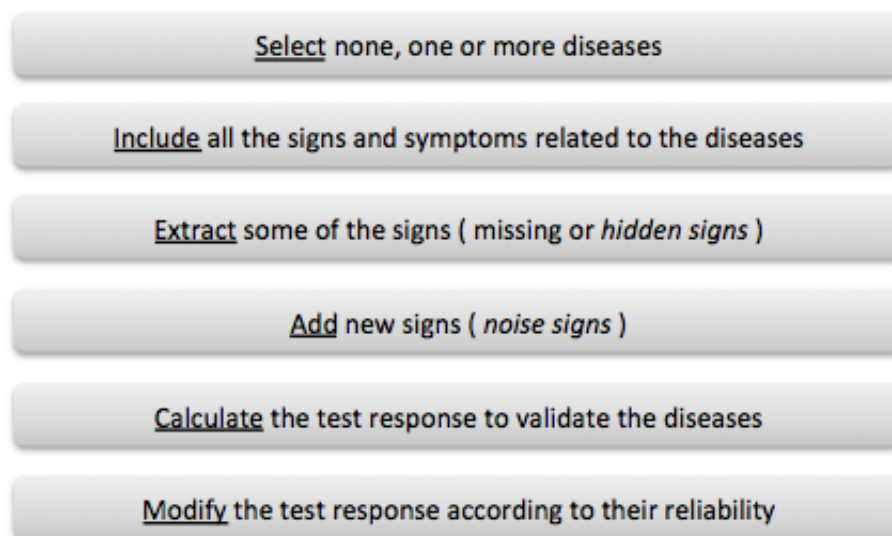 Select none, one or more diseases
Include all the signs and symptoms related to the diseases
Extract some of the signs ( missing or hidden signs )
Add new signs ( noise signs )
Calculate the test response to validate the diseases
Modify the test response according to their reliability